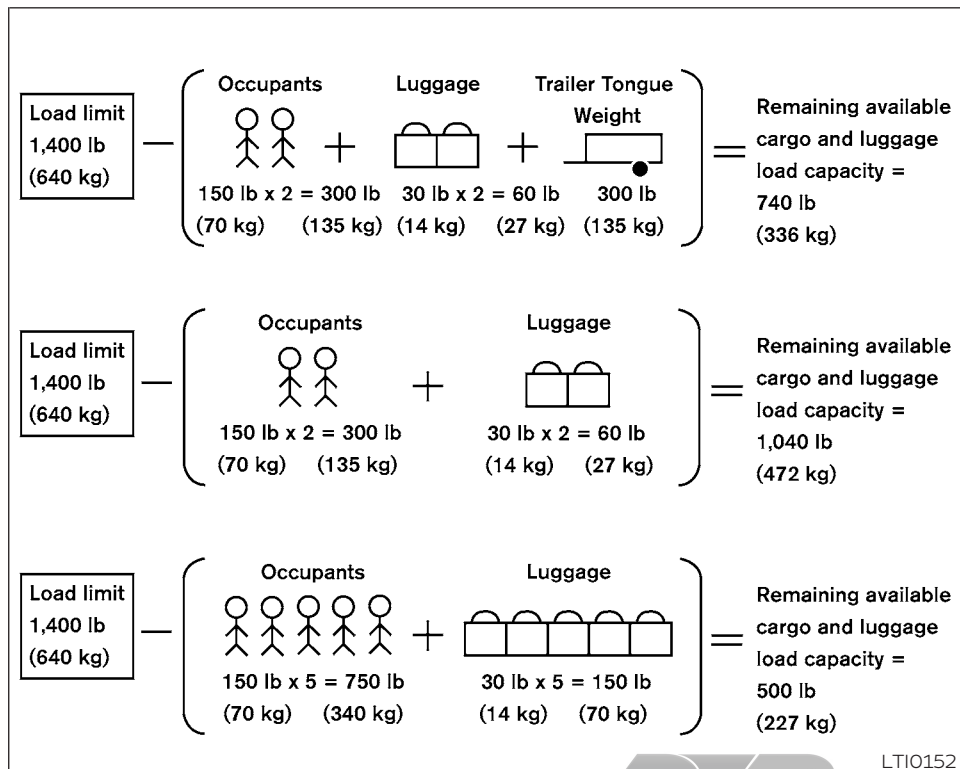 Load limit
1,400 lb
(640 kg)
Occupants
150 lb x 2 = 300 lb
(70 kg) (135 kg)
Luggage
30 lb x 2 = 60 lb
(14 kg) (27 kg)
Trailer Tongue
Weight
300 lb
(135 kg)
Remaining available
cargo and luggage
load capacity =
740 lb
(336 kg)
Load limit
1,400 lb
(640 kg)
Occupants
150 lb x 2 = 300 lb
(70 kg) (135 kg)
Luggage
30 lb x 2 = 60 lb
(14 kg) (27 kg)
Remaining available
cargo and luggage
load capacity =
1,040 lb
(472 kg)
Load limit
1,400 lb
(640 kg)
Occupants
150 lb x 5 = 750 lb
(70 kg) (340 kg)
Luggage
30 lb x 5 = 150 lb
(14 kg) (70 kg)
Remaining available
cargo and luggage
load capacity =
500 lb
(227 kg)
LTI0152